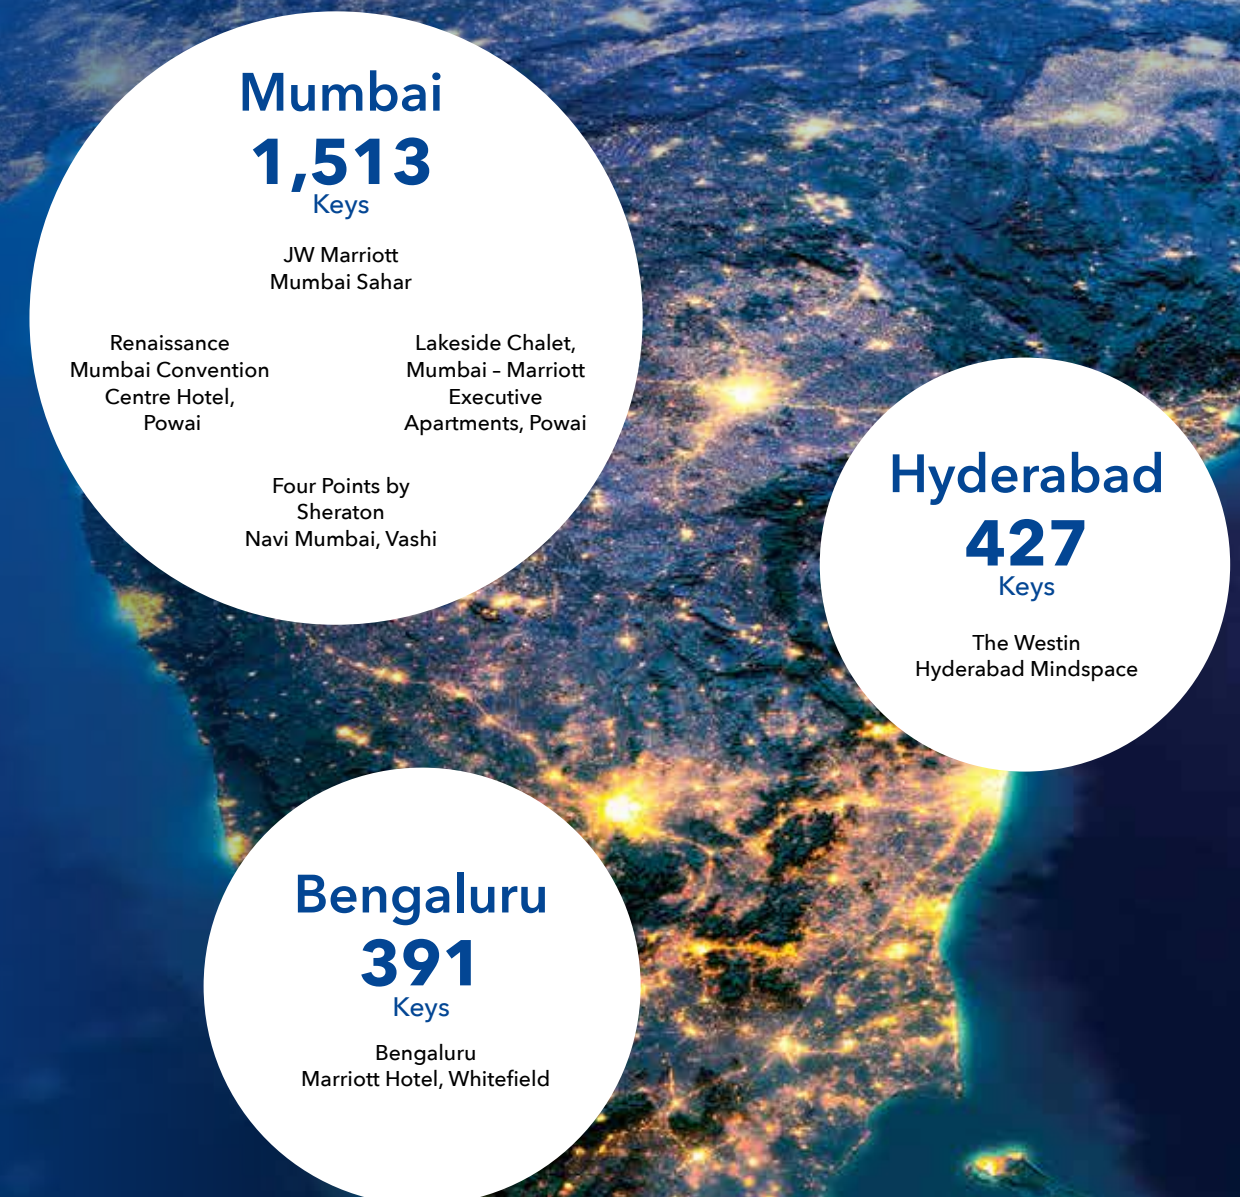 Mumbai
1,513
Keys
JW Marriott
Mumbai Sahar
Renaissance
Mumbai Convention
Centre Hotel,
Powai
Lakeside Chalet,
Mumbai – Marriott
Executive
Apartments, Powai
Four Points by
Sheraton
Navi Mumbai, Vashi
Hyderabad
427
Keys
The Westin
Hyderabad Mindspace
Bengaluru
391
Keys
Bengaluru
Marriott Hotel, Whitefield